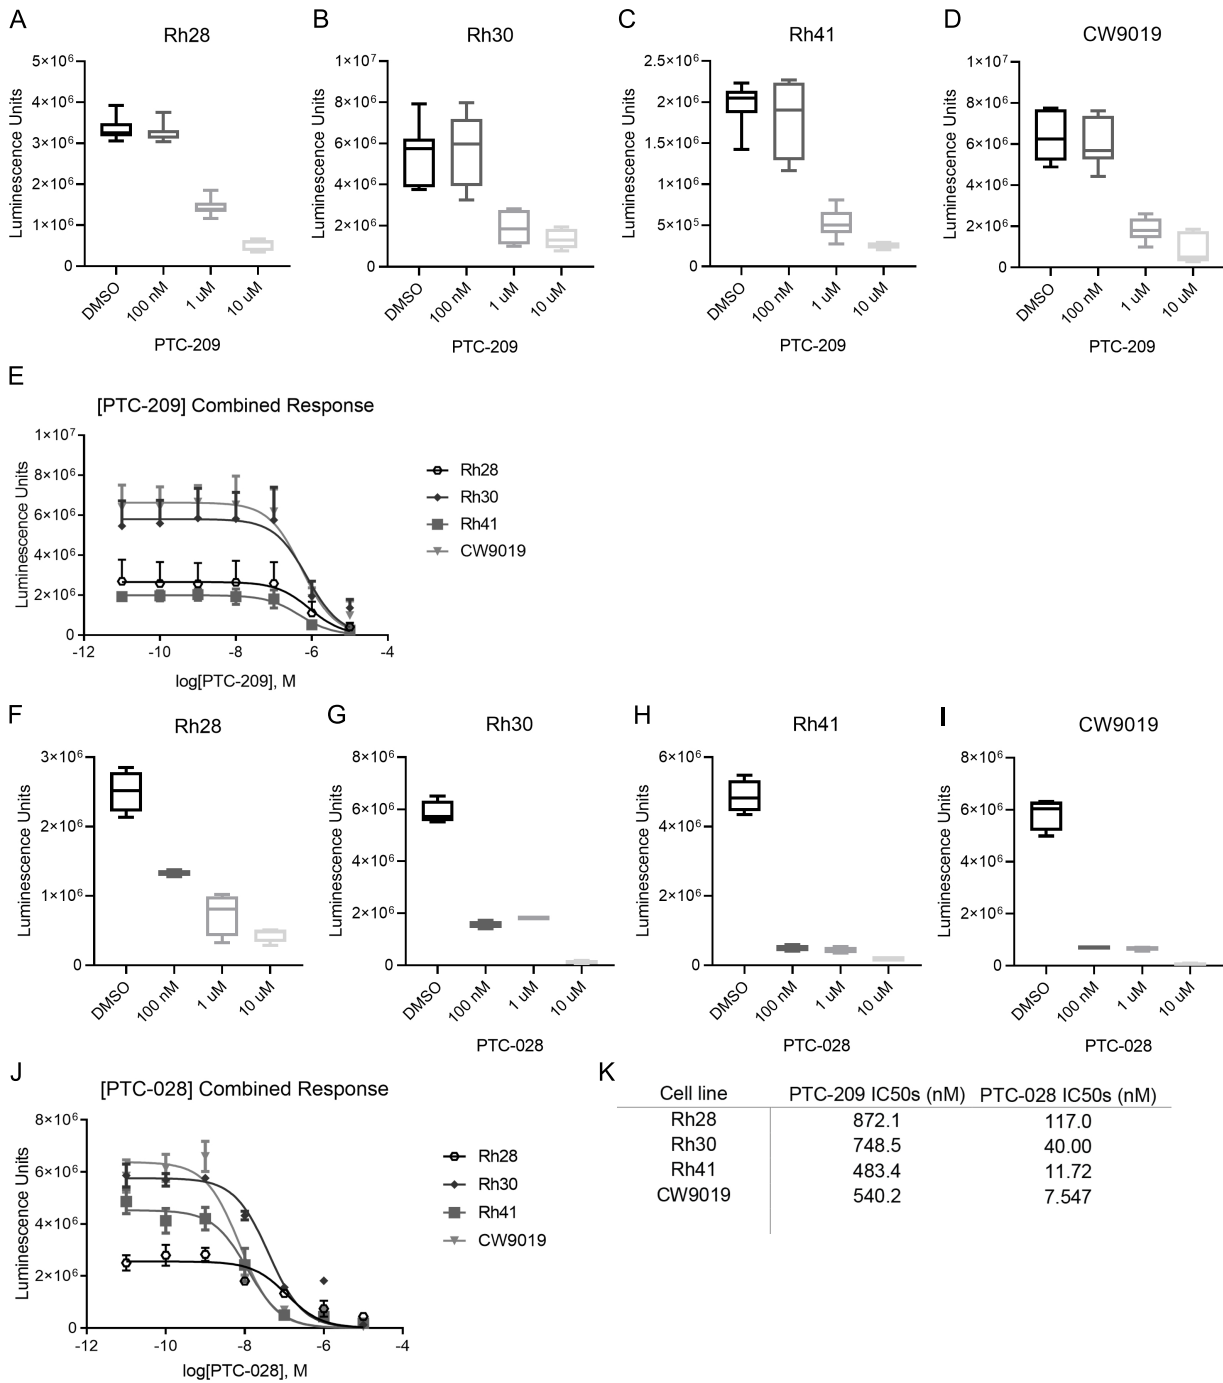 A
Rh28
Luminescence Units
5×10⁶
4×10⁶
3×10⁶
2×10⁶
1×10⁶
0
DMSO
100 nM
1 uM
10 uM
PTC-209
B
Rh30
Luminescence Units
1×10⁷
8×10⁶
6×10⁶
4×10⁶
2×10⁶
0
DMSO
100 nM
1 uM
10 uM
PTC-209
C
Rh41
Luminescence Units
2.5×10⁶
2×10⁶
1.5×10⁶
1×10⁶
5×10⁵
0
DMSO
100 nM
1 uM
10 uM
PTC-209
D
CW9019
Luminescence Units
1×10⁷
8×10⁶
6×10⁶
4×10⁶
2×10⁶
0
DMSO
100 nM
1 uM
10 uM
PTC-209
E
[PTC-209] Combined Response
Luminescence Units
1×10⁷
8×10⁶
6×10⁶
4×10⁶
2×10⁶
0
-12
-10
-8
-6
-4
log[PTC-209], M
Rh28
Rh30
Rh41
CW9019
F
Rh28
Luminescence Units
3×10⁶
2×10⁶
1×10⁶
0
DMSO
100 nM
1 uM
10 uM
G
Rh30
Luminescence Units
8×10⁶
6×10⁶
4×10⁶
2×10⁶
0
DMSO
100 nM
1 uM
10 uM
PTC-028
H
Rh41
Luminescence Units
6×10⁶
4×10⁶
2×10⁶
0
DMSO
100 nM
1 uM
10 uM
PTC-028
I
CW9019
Luminescence Units
8×10⁶
6×10⁶
4×10⁶
2×10⁶
0
DMSO
100 nM
1 uM
10 uM
PTC-028
J
[PTC-028] Combined Response
Luminescence Units
8×10⁶
6×10⁶
4×10⁶
2×10⁶
0
-12
-10
-8
-6
-4
log[PTC-028], M
Rh28
Rh30
Rh41
CW9019
K
Cell line PTC-209 IC50s (nM) PTC-028 IC50s (nM)
Rh28 872.1 117.0
Rh30 748.5 40.00
Rh41 483.4 11.72
CW9019 540.2 7.547